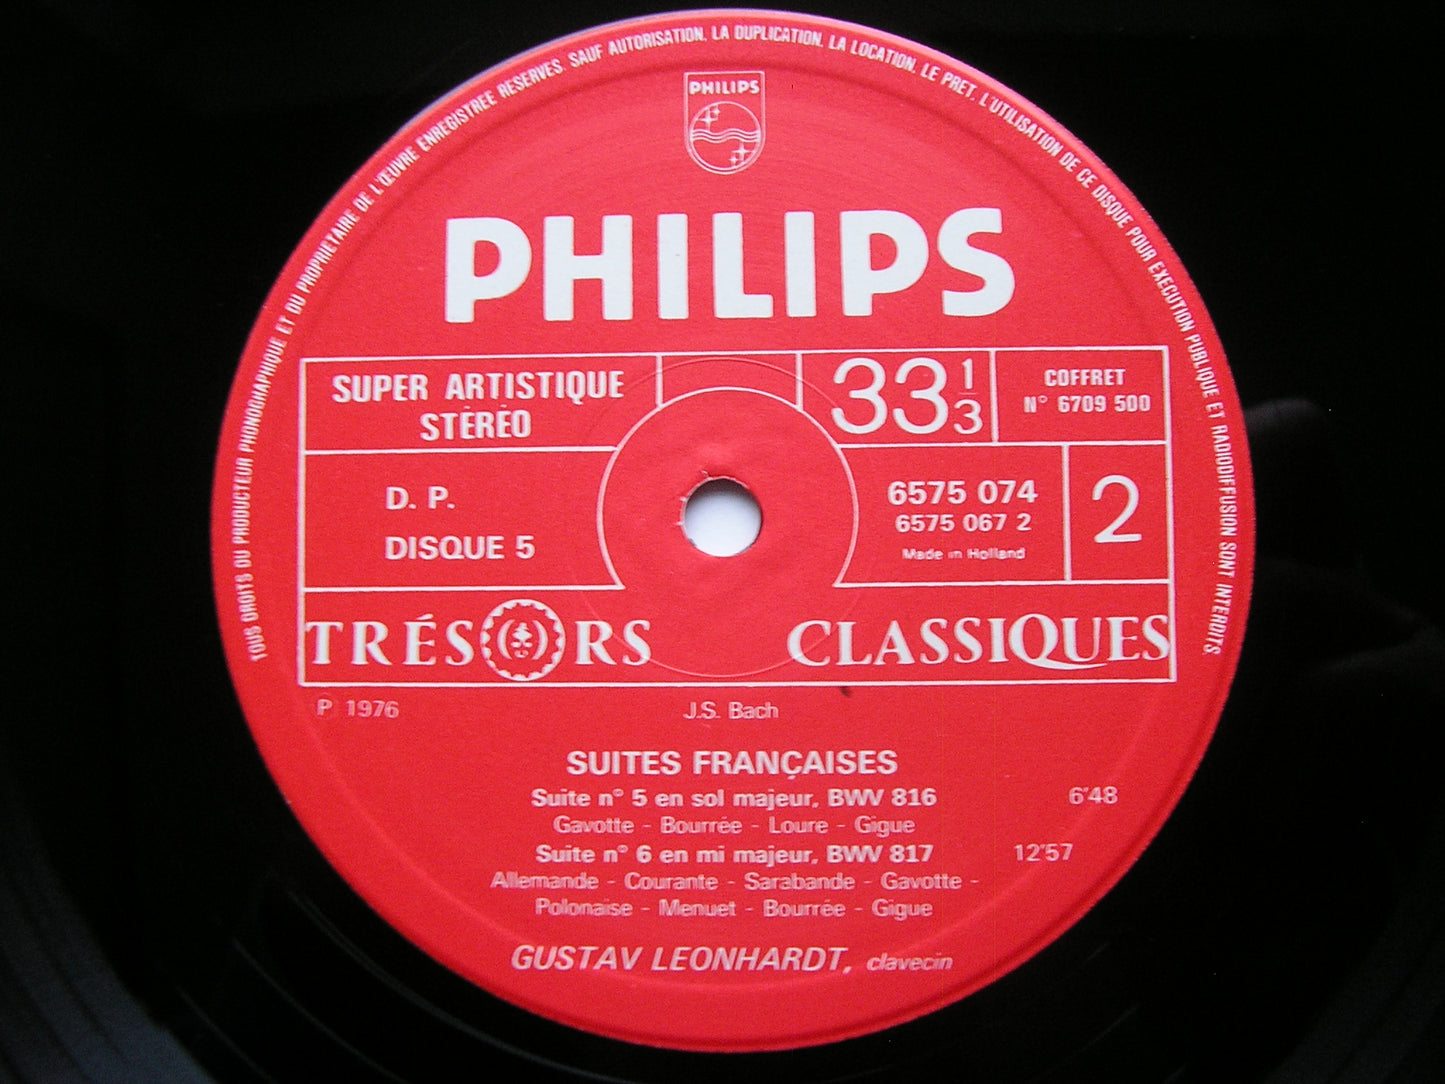 TOUS DROITS DU PRODUCTEUR PHONOGRAPHIQUE ET DU PROPRIETAIRE DE L'ŒUVRE ENREGISTREE RESERVES. SAUF AUTORISATION. LA DUPLICATION. LA LOCATION. LE PRET. L'UTILISATION DE CE DISQUE POUR EXECUTION PUBLIQUE ET RADIODIFFUSION SONT INTERDITS.
PHILIPS
PHILIPS
SUPER ARTISTIQUE
STÉRÉO
33 1/3
COFFRET
N° 6709 500
D. P.
DISQUE 5
6575 074
6575 067 2
Made in Holland
2
TRÉSORS CLASSIQUES
P 1976
J.S. Bach
SUITES FRANÇAISES
Suite n° 5 en sol majeur, BWV 816 6'48
Gavotte - Bourrée - Loure - Gigue
Suite n° 6 en mi majeur, BWV 817 12'57
Allemande - Courante - Sarabande - Gavotte -
Polonaise - Menuet - Bourrée - Gigue
GUSTAV LEONHARDT, clavecin